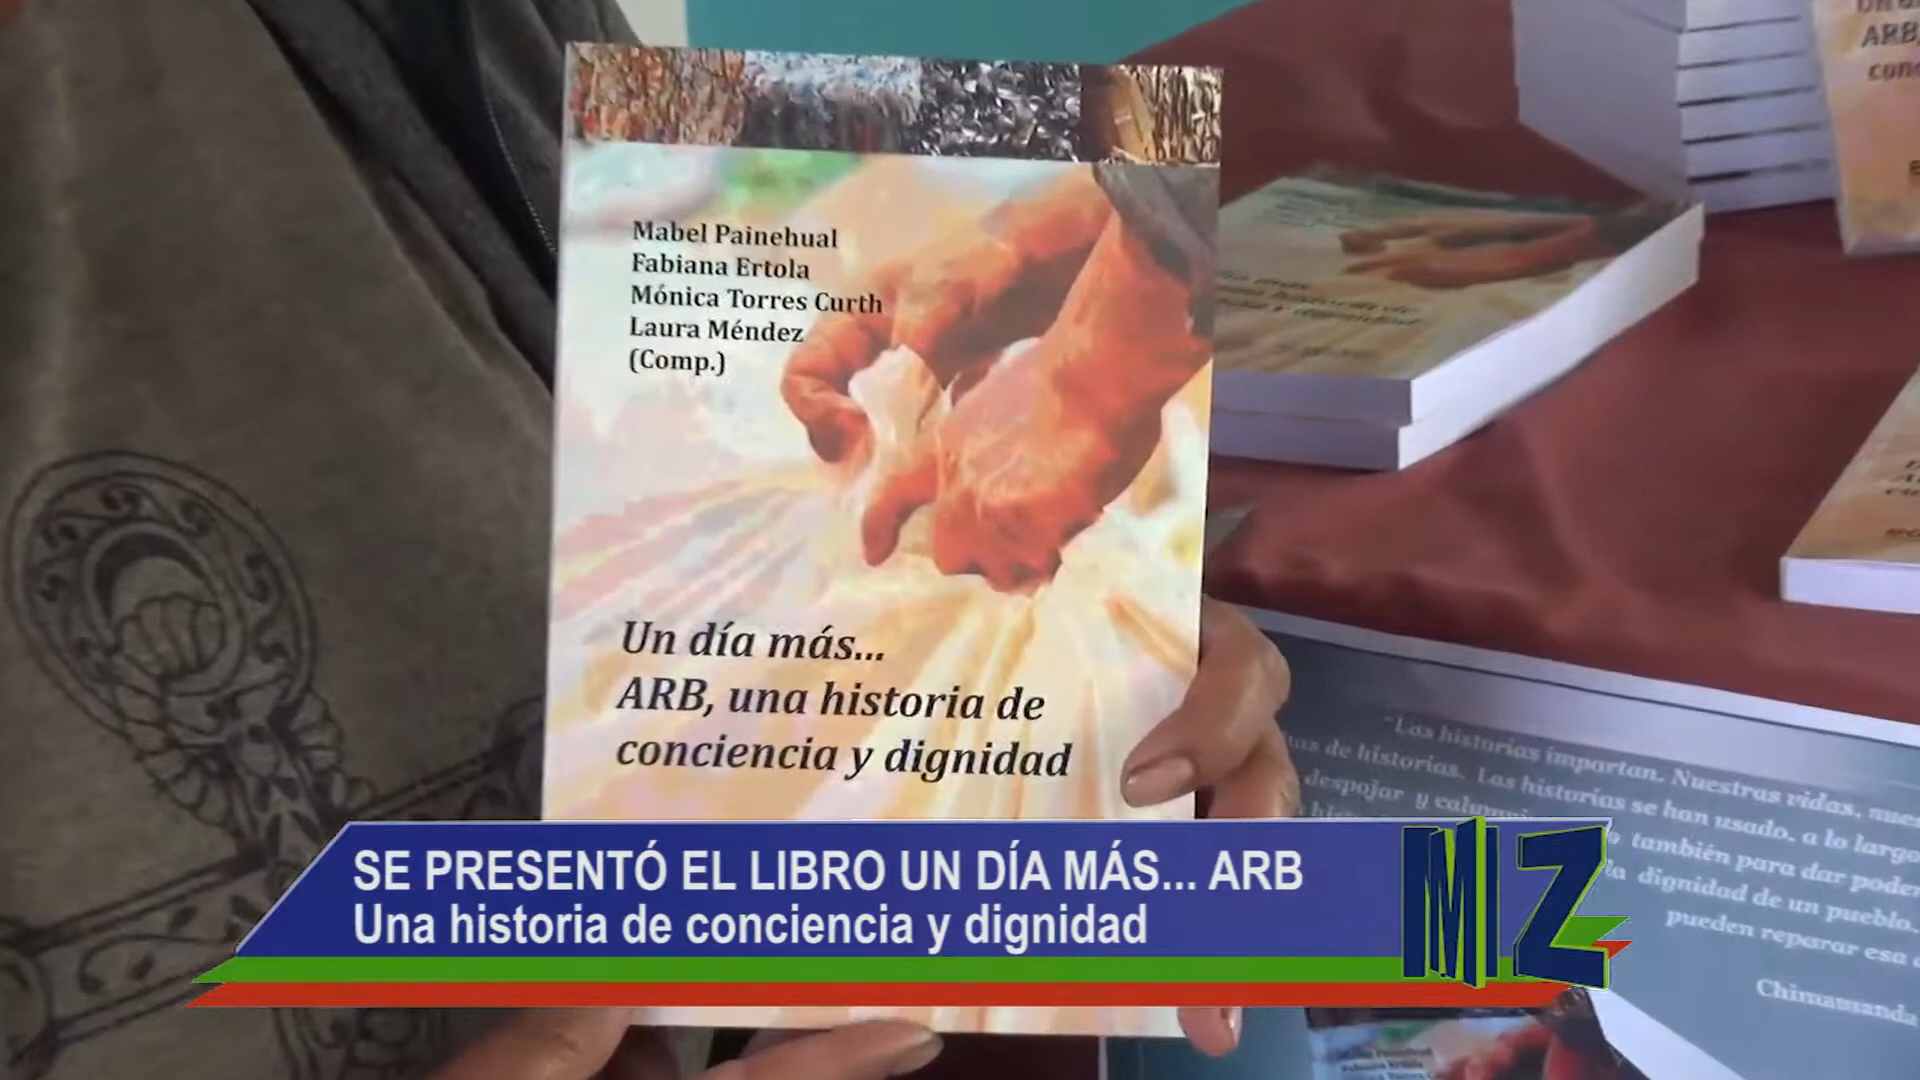 Mabel Painehual
Fabiana Ertola
Mónica Torres Curth
Laura Méndez
(Comp.)
Un día más...
ARB, una historia de
conciencia y dignidad
ARB,
"Las historias importan. Nuestras vidas,
de historias. Las historias se han usado, a lo largo
despojar y
también para dar poder
dignidad de un pueblo.
pueden reparar esa
Chimamanda
SE PRESENTÓ EL LIBRO UN DÍA MÁS... ARB
Una historia de conciencia y dignidad
MZ